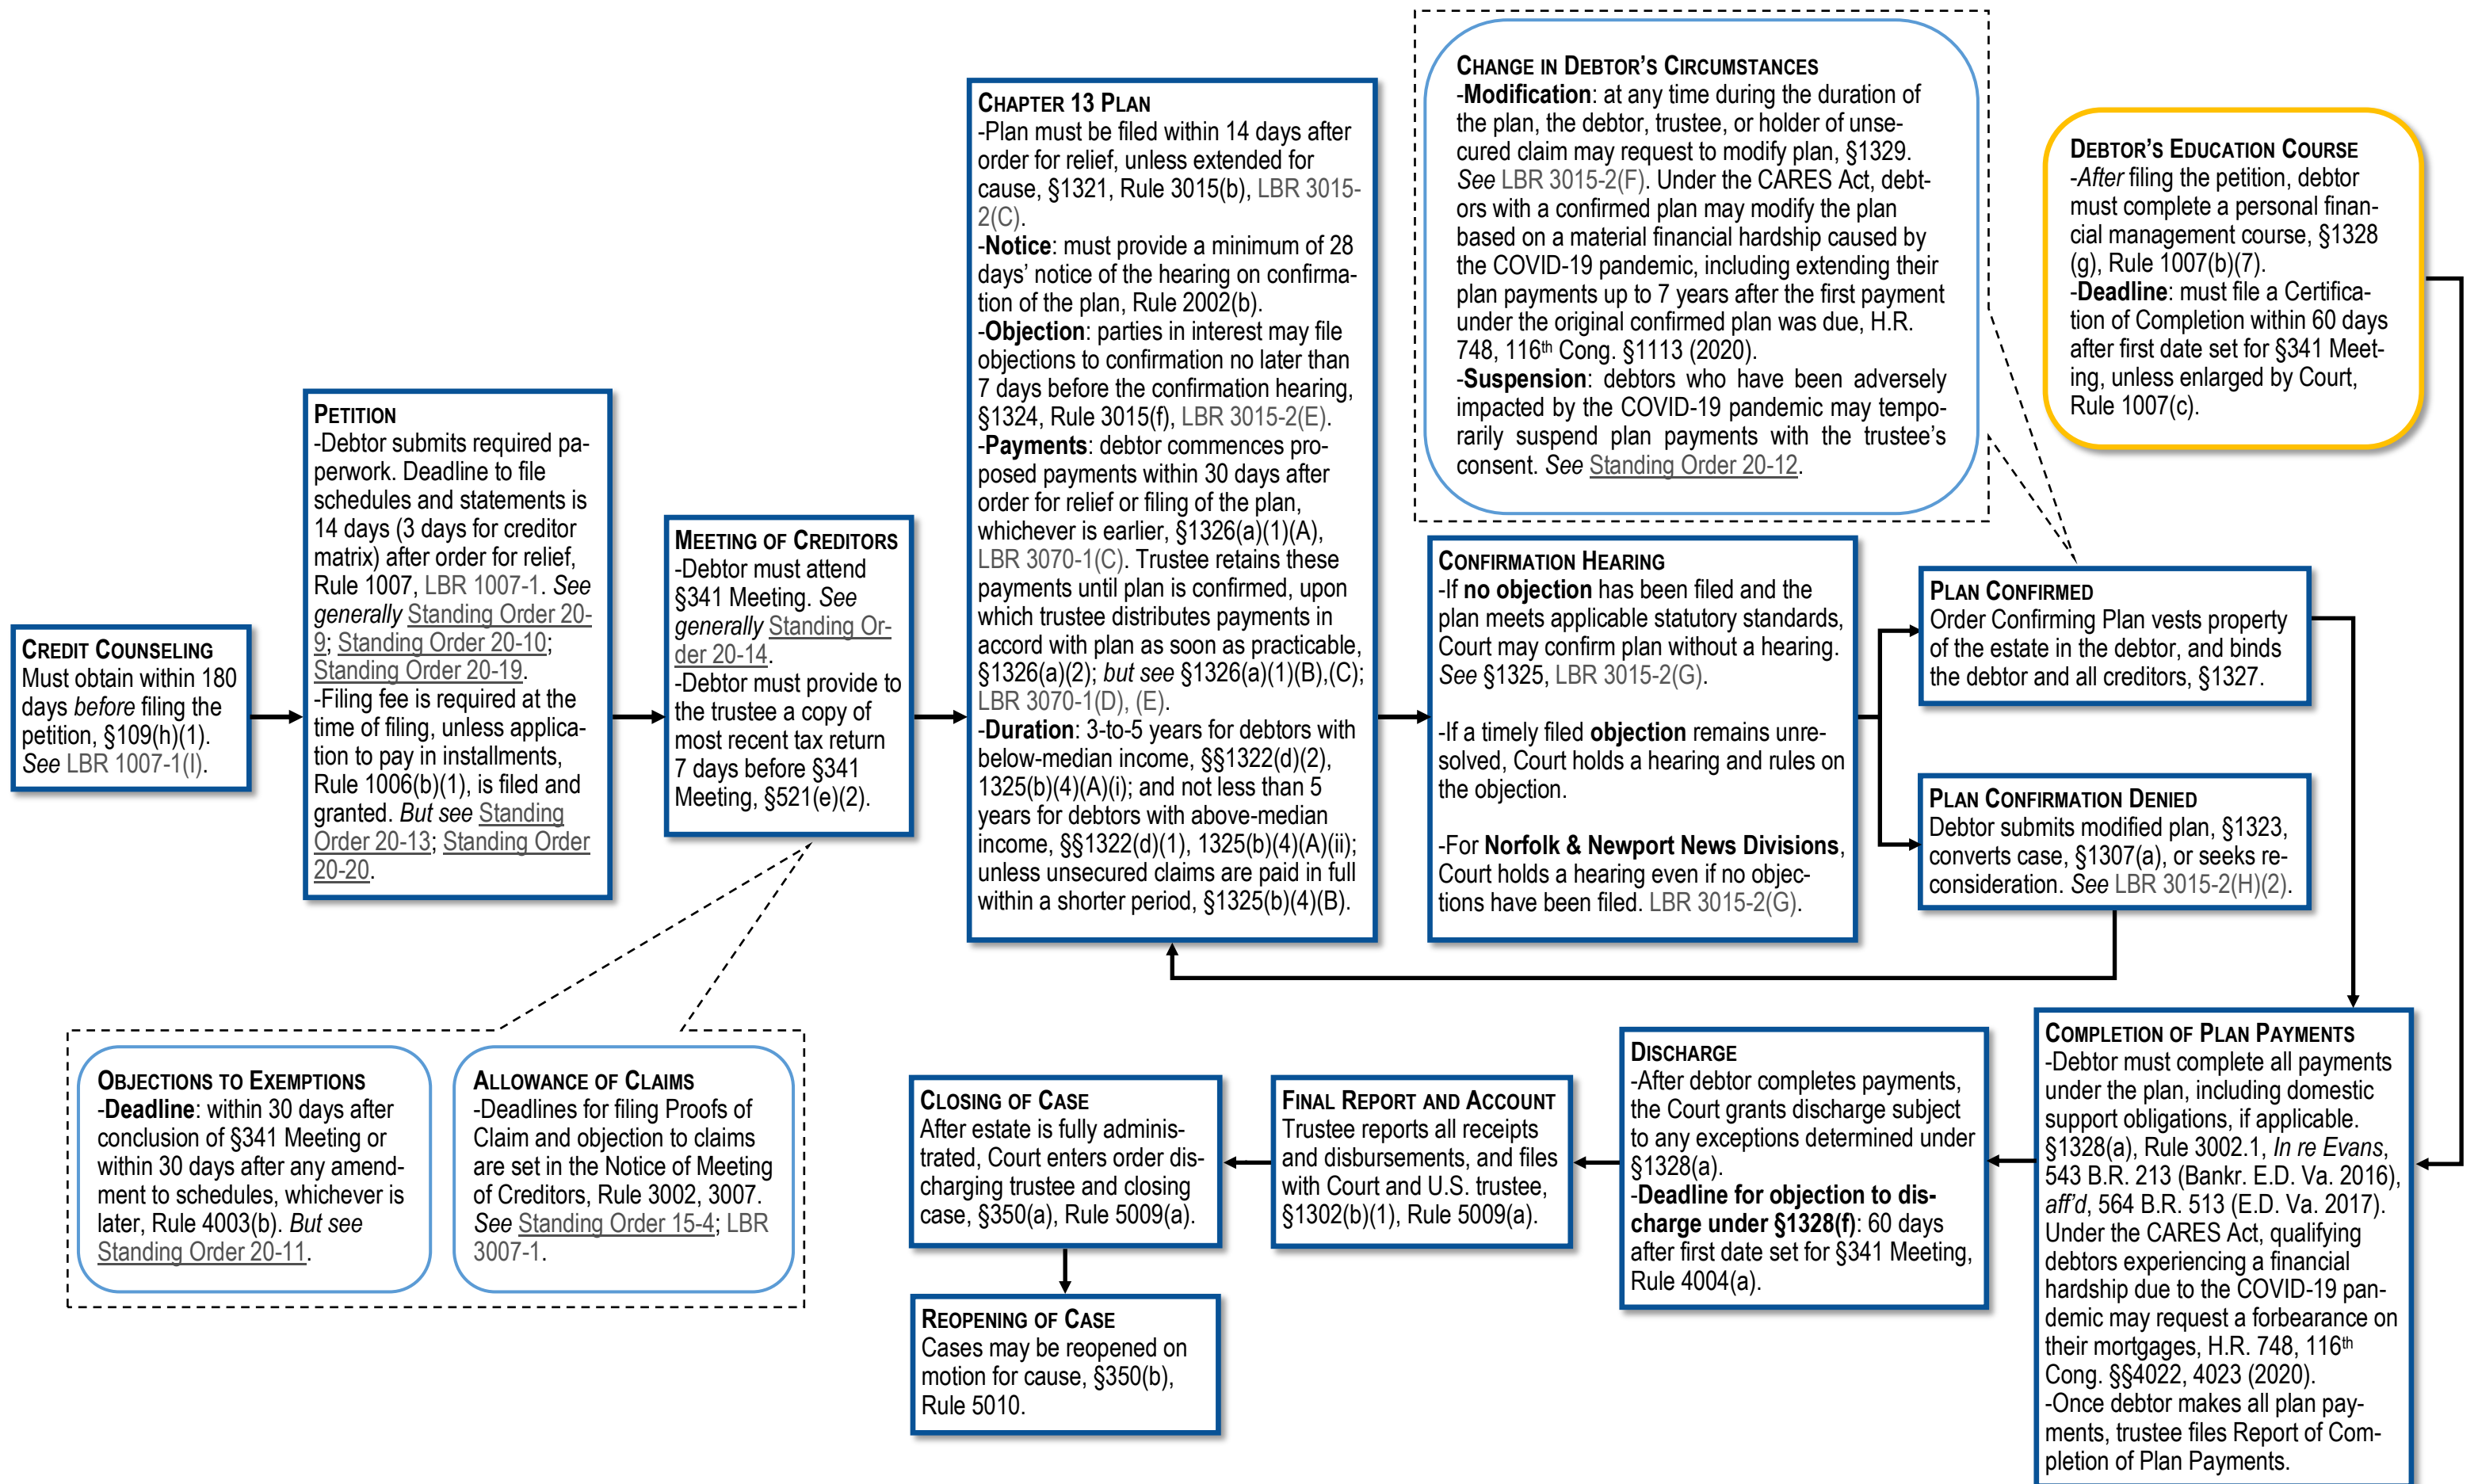 CREDIT COUNSELING
Must obtain within 180
days before filing the
petition, §109(h)(1).
See LBR 1007-1(I).
PETITION
-Debtor submits required pa-
perwork. Deadline to file
schedules and statements is
14 days (3 days for creditor
matrix) after order for relief,
Rule 1007, LBR 1007-1. See
generally Standing Order 20-
9; Standing Order 20-10;
Standing Order 20-19.
-Filing fee is required at the
time of filing, unless applica-
tion to pay in installments,
Rule 1006(b)(1), is filed and
granted. But see Standing
Order 20-13; Standing Order
20-20.
MEETING OF CREDITORS
-Debtor must attend
§341 Meeting. See
generally Standing Or-
der 20-14.
-Debtor must provide to
the trustee a copy of
most recent tax return
7 days before §341
Meeting, §521(e)(2).
OBJECTIONS TO EXEMPTIONS
-Deadline: within 30 days after
conclusion of §341 Meeting or
within 30 days after any amend-
ment to schedules, whichever is
later, Rule 4003(b). But see
Standing Order 20-11.
ALLOWANCE OF CLAIMS
-Deadlines for filing Proofs of
Claim and objection to claims
are set in the Notice of Meeting
of Creditors, Rule 3002, 3007.
See Standing Order 15-4; LBR
3007-1.
CHAPTER 13 PLAN
-Plan must be filed within 14 days after
order for relief, unless extended for
cause, §1321, Rule 3015(b), LBR 3015-
2(C).
-Notice: must provide a minimum of 28
days’ notice of the hearing on confirma-
tion of the plan, Rule 2002(b).
-Objection: parties in interest may file
objections to confirmation no later than
7 days before the confirmation hearing,
§1324, Rule 3015(f), LBR 3015-2(E).
-Payments: debtor commences pro-
posed payments within 30 days after
order for relief or filing of the plan,
whichever is earlier, §1326(a)(1)(A),
LBR 3070-1(C). Trustee retains these
payments until plan is confirmed, upon
which trustee distributes payments in
accord with plan as soon as practicable,
§1326(a)(2); but see §1326(a)(1)(B),(C);
LBR 3070-1(D), (E).
-Duration: 3-to-5 years for debtors with
below-median income, §§1322(d)(2),
1325(b)(4)(A)(i); and not less than 5
years for debtors with above-median
income, §§1322(d)(1), 1325(b)(4)(A)(ii);
unless unsecured claims are paid in full
within a shorter period, §1325(b)(4)(B).
CHANGE IN DEBTOR’S CIRCUMSTANCES
-Modification: at any time during the duration of
the plan, the debtor, trustee, or holder of unse-
cured claim may request to modify plan, §1329.
See LBR 3015-2(F). Under the CARES Act, debt-
ors with a confirmed plan may modify the plan
based on a material financial hardship caused by
the COVID-19 pandemic, including extending their
plan payments up to 7 years after the first payment
under the original confirmed plan was due, H.R.
748, 116th Cong. §1113 (2020).
-Suspension: debtors who have been adversely
impacted by the COVID-19 pandemic may tempo-
rarily suspend plan payments with the trustee’s
consent. See Standing Order 20-12.
DEBTOR’S EDUCATION COURSE
-After filing the petition, debtor
must complete a personal finan-
cial management course, §1328
(g), Rule 1007(b)(7).
-Deadline: must file a Certifica-
tion of Completion within 60 days
after first date set for §341 Meet-
ing, unless enlarged by Court,
Rule 1007(c).
CONFIRMATION HEARING
-If no objection has been filed and the
plan meets applicable statutory standards,
Court may confirm plan without a hearing.
See §1325, LBR 3015-2(G).
-If a timely filed objection remains unre-
solved, Court holds a hearing and rules on
the objection.
-For Norfolk & Newport News Divisions,
Court holds a hearing even if no objec-
tions have been filed. LBR 3015-2(G).
PLAN CONFIRMED
Order Confirming Plan vests property
of the estate in the debtor, and binds
the debtor and all creditors, §1327.
PLAN CONFIRMATION DENIED
Debtor submits modified plan, §1323,
converts case, §1307(a), or seeks re-
consideration. See LBR 3015-2(H)(2).
COMPLETION OF PLAN PAYMENTS
-Debtor must complete all payments
under the plan, including domestic
support obligations, if applicable.
§1328(a), Rule 3002.1, In re Evans,
543 B.R. 213 (Bankr. E.D. Va. 2016),
aff’d, 564 B.R. 513 (E.D. Va. 2017).
Under the CARES Act, qualifying
debtors experiencing a financial
hardship due to the COVID-19 pan-
demic may request a forbearance on
their mortgages, H.R. 748, 116th
Cong. §§4022, 4023 (2020).
-Once debtor makes all plan pay-
ments, trustee files Report of Com-
pletion of Plan Payments.
DISCHARGE
-After debtor completes payments,
the Court grants discharge subject
to any exceptions determined under
§1328(a).
-Deadline for objection to dis-
charge under §1328(f): 60 days
after first date set for §341 Meeting,
Rule 4004(a).
FINAL REPORT AND ACCOUNT
Trustee reports all receipts
and disbursements, and files
with Court and U.S. trustee,
§1302(b)(1), Rule 5009(a).
CLOSING OF CASE
After estate is fully adminis-
trated, Court enters order dis-
charging trustee and closing
case, §350(a), Rule 5009(a).
REOPENING OF CASE
Cases may be reopened on
motion for cause, §350(b),
Rule 5010.